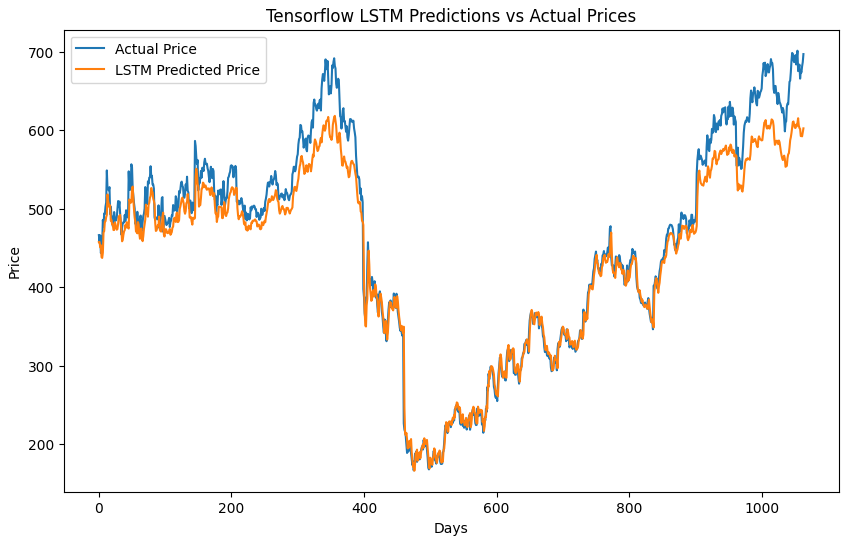 Tensorflow LSTM Predictions vs Actual Prices
Actual Price
LSTM Predicted Price
700
600
500
400
300
200
Price
0 200 400 600 800 1000
Days